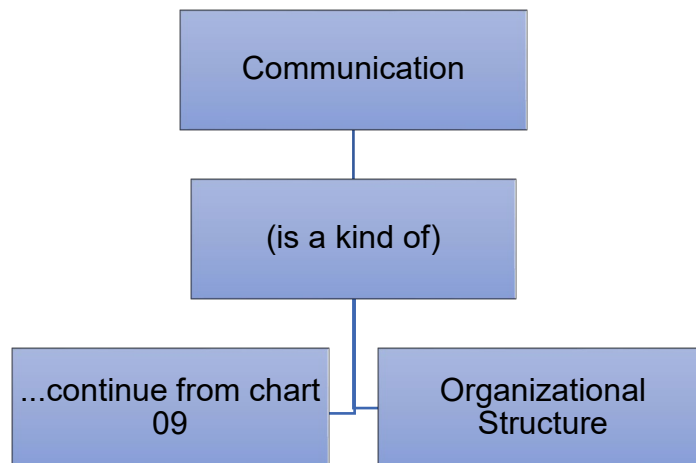 Communication
(is a kind of)
...continue from chart
09
Organizational
Structure